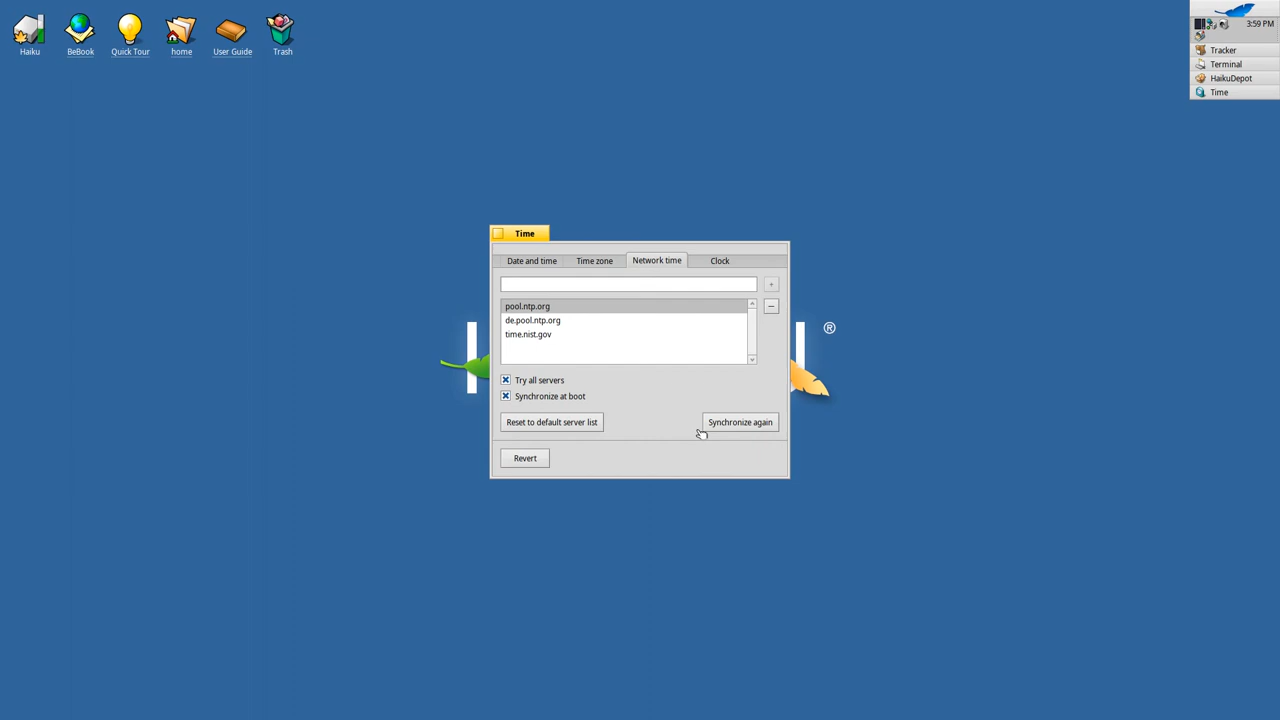 Haiku
BeBook
Quick Tour
home
User Guide
Trash
3:59 PM
Tracker
Terminal
HaikuDepot
Time
Time
Date and time
Time zone
Network time
Clock
+
pool.ntp.org
–
de.pool.ntp.org
time.nist.gov
®
Try all servers
Synchronize at boot
Reset to default server list
Synchronize again
Revert